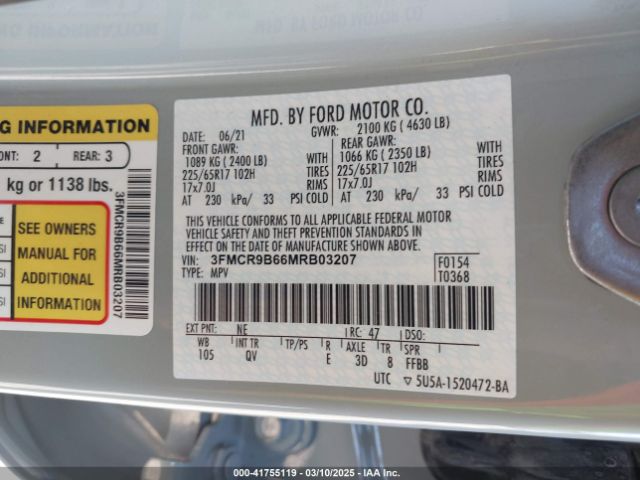 MFD. BY FORD MOTOR CO.
DATE: 06/21 GVWR: 2100 KG ( 4630 LB)
FRONT GAWR: REAR GAWR:
1089 KG ( 2400 LB) WITH 1066 KG ( 2350 LB) WITH
225/65R17 102H TIRES 225/65R17 102H TIRES
17x7.0J RIMS 17x7.0J RIMS
AT 230 kPa/ 33 PSI COLD AT 230 kPa/ 33 PSI COLD
THIS VEHICLE CONFORMS TO ALL APPLICABLE FEDERAL MOTOR
VEHICLE SAFETY AND THEFT PREVENTION STANDARDS IN
EFFECT ON THE DATE OF MANUFACTURE SHOWN ABOVE.
VIN: 3FMCR9B66MRB03207 F0154
TYPE: MPV T0368
EXT PNT: NE RC: 47 DSO:
WB INT TR TP/PS R AXLE TR SPR
105 QV E 3D 8 FFBB
UTC ▽ 5U5A-1520472-BA
G INFORMATION
ONT: 2 REAR: 3
kg or 1138 lbs.
SEE OWNERS
MANUAL FOR
ADDITIONAL
INFORMATION
3FMCR9B66MRB03207
000-41755119 — 03/10/2025 — IAA Inc.